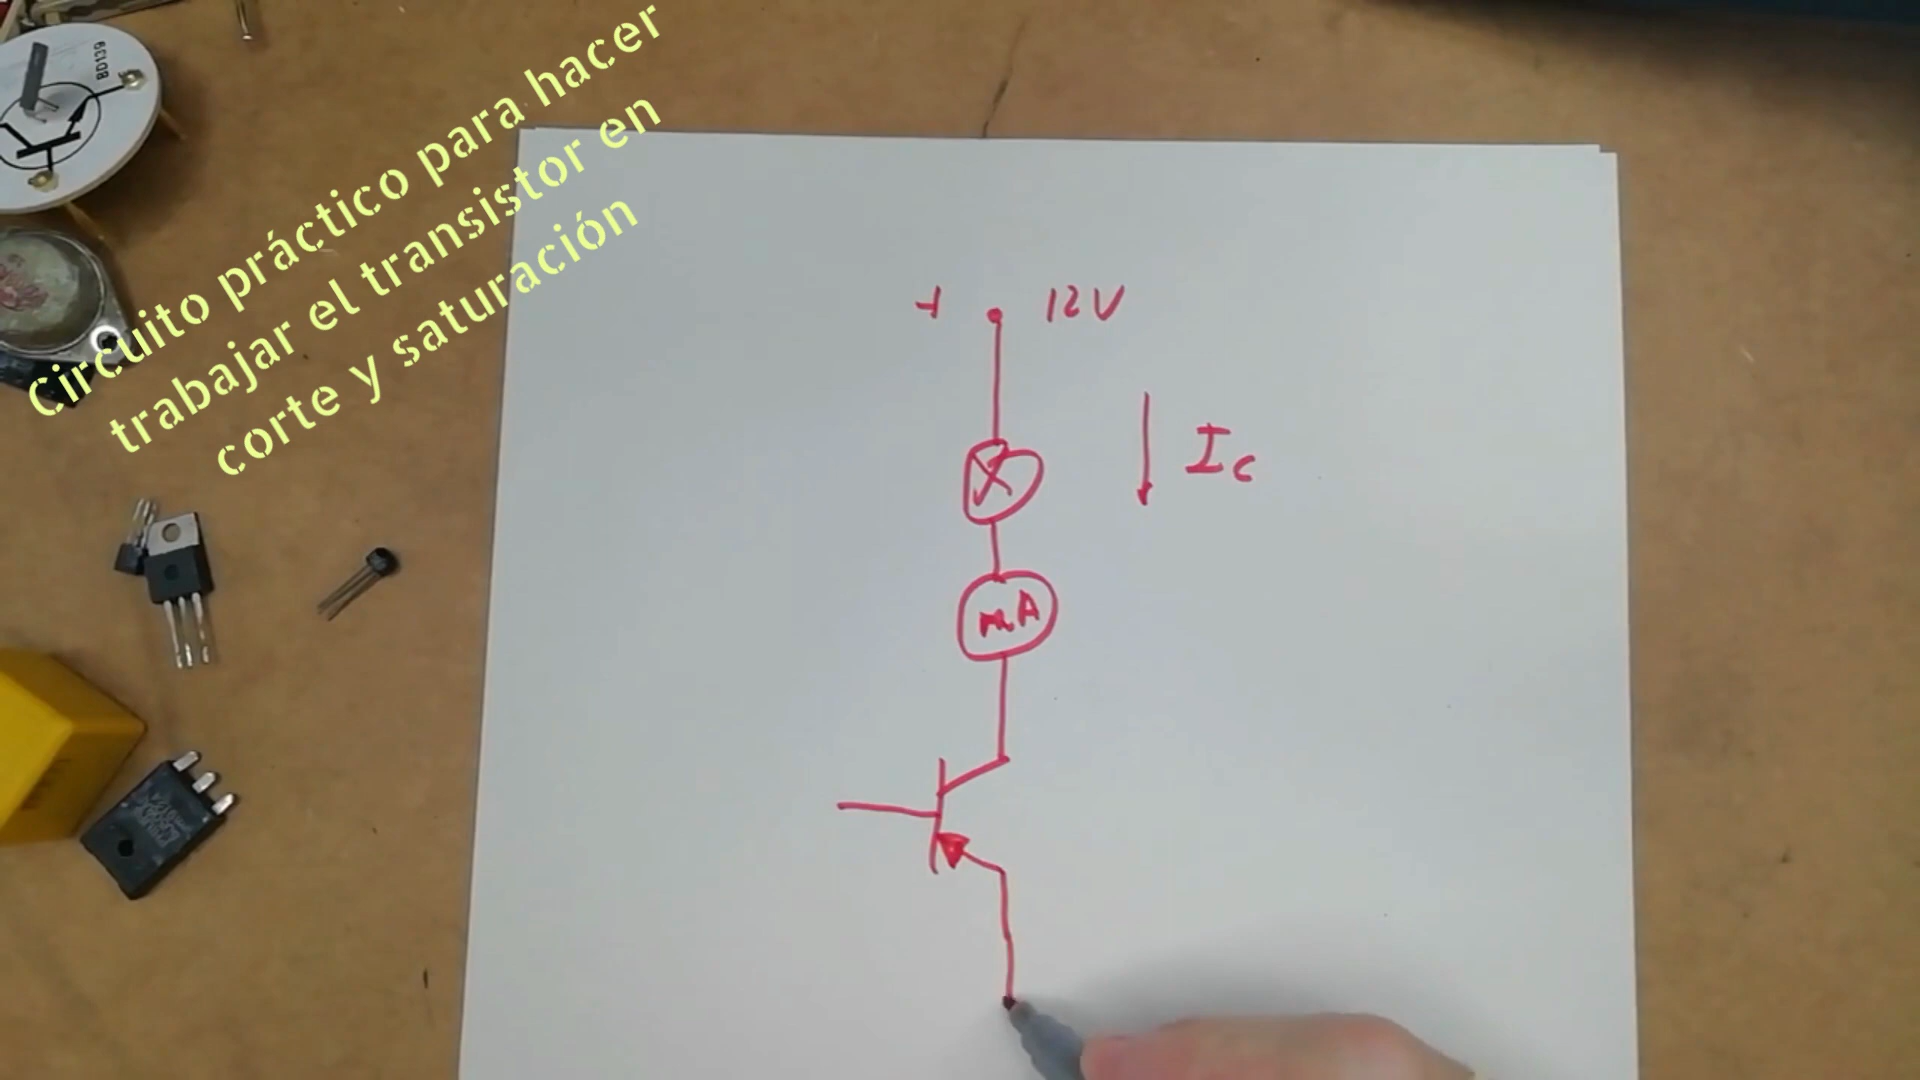 Circuito práctico para hacer
trabajar el transistor en
corte y saturación
BD139
+ 12V
Ic
mA